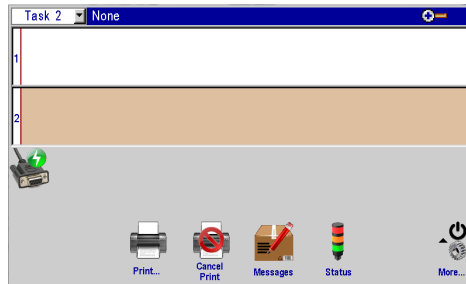 Task 2 None
1
2
Print...
Cancel
Print
Messages
Status
More...